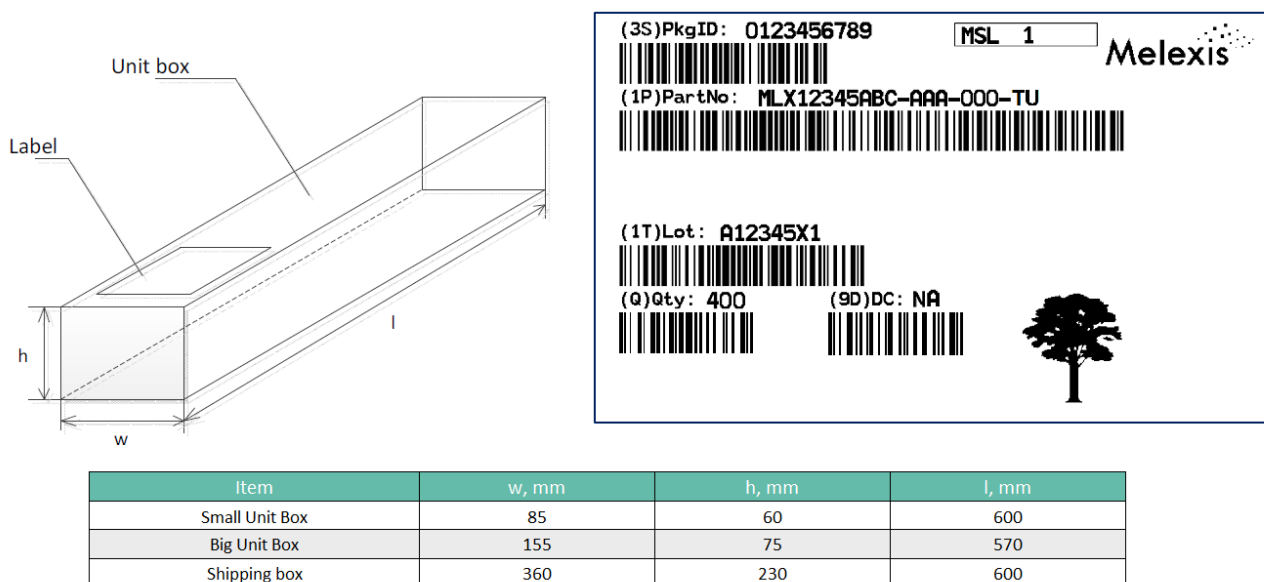 Unit box
Label
h
w
l
(3S)PkgID: 0123456789
MSL 1
Melexis
(1P)PartNo: MLX12345ABC-AAA-000-TU
(1T)Lot: A12345X1
(Q)Qty: 400
(9D)DC: NA
Item w, mm h, mm l, mm
Small Unit Box 85 60 600
Big Unit Box 155 75 570
Shipping box 360 230 600